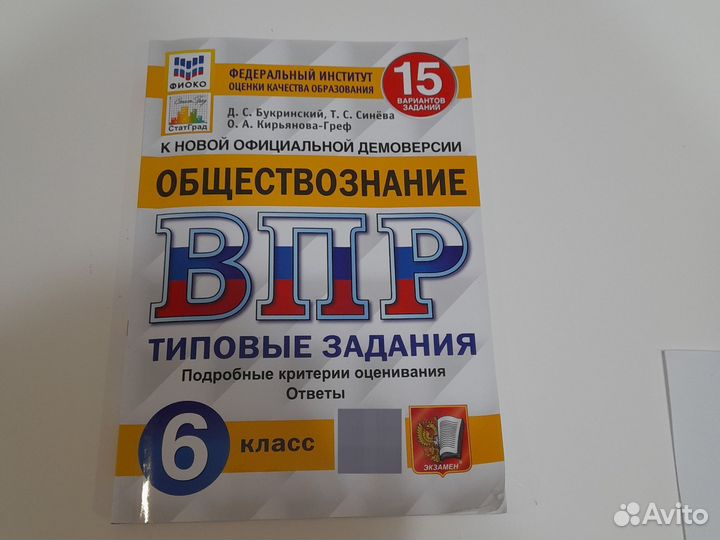 ФИОКО
СтатГрад
ФЕДЕРАЛЬНЫЙ ИНСТИТУТ
ОЦЕНКИ КАЧЕСТВА ОБРАЗОВАНИЯ
15
ВАРИАНТОВ
ЗАДАНИЙ
Д. С. Букринский, Т. С. Синёва
О. А. Кирьянова-Греф
К НОВОЙ ОФИЦИАЛЬНОЙ ДЕМОВЕРСИИ
ОБЩЕСТВОЗНАНИЕ
ВПР
ТИПОВЫЕ ЗАДАНИЯ
Подробные критерии оценивания
Ответы
6
класс
ЭКЗАМЕН
Avito